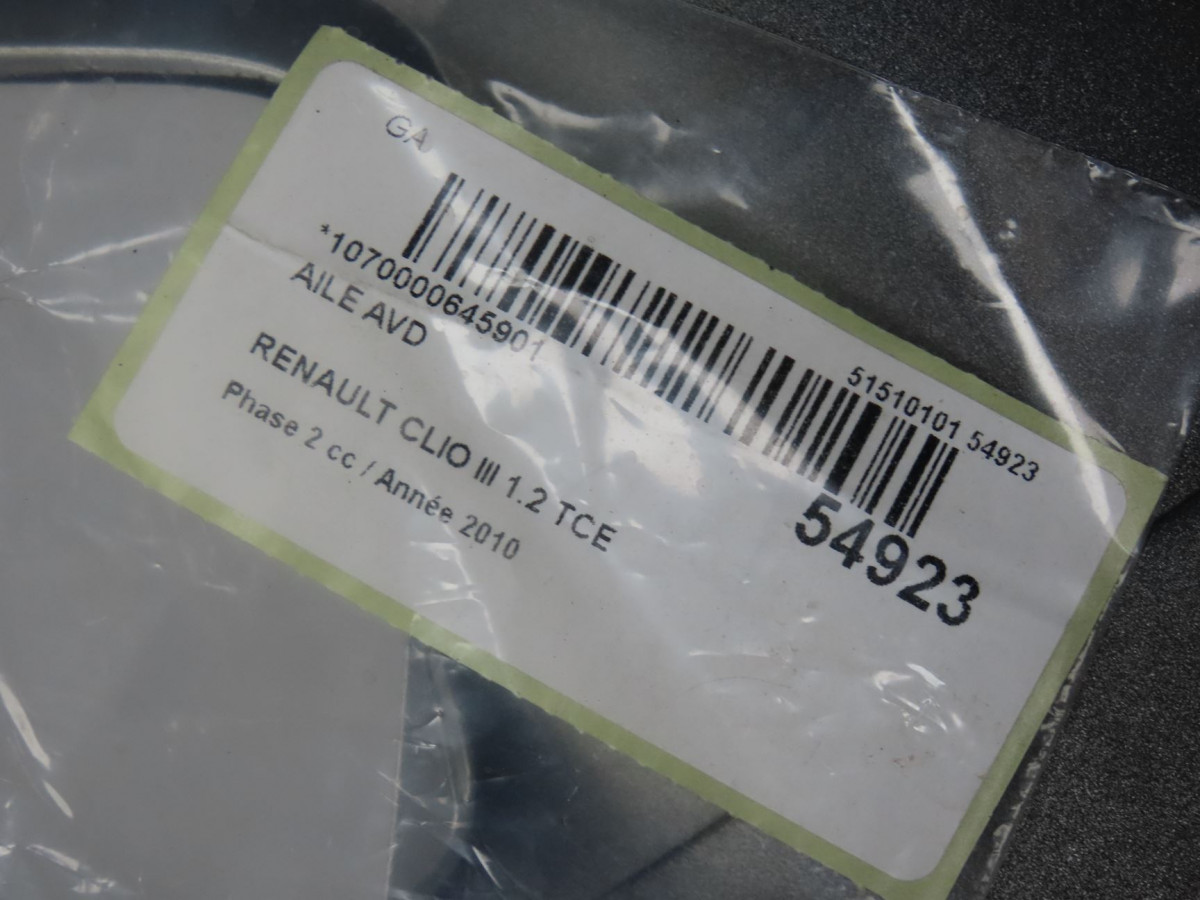 GA
*1070000645901
AILE AVD
51510101 54923
RENAULT CLIO III 1.2 TCE
Phase 2 cc / Année 2010
54923